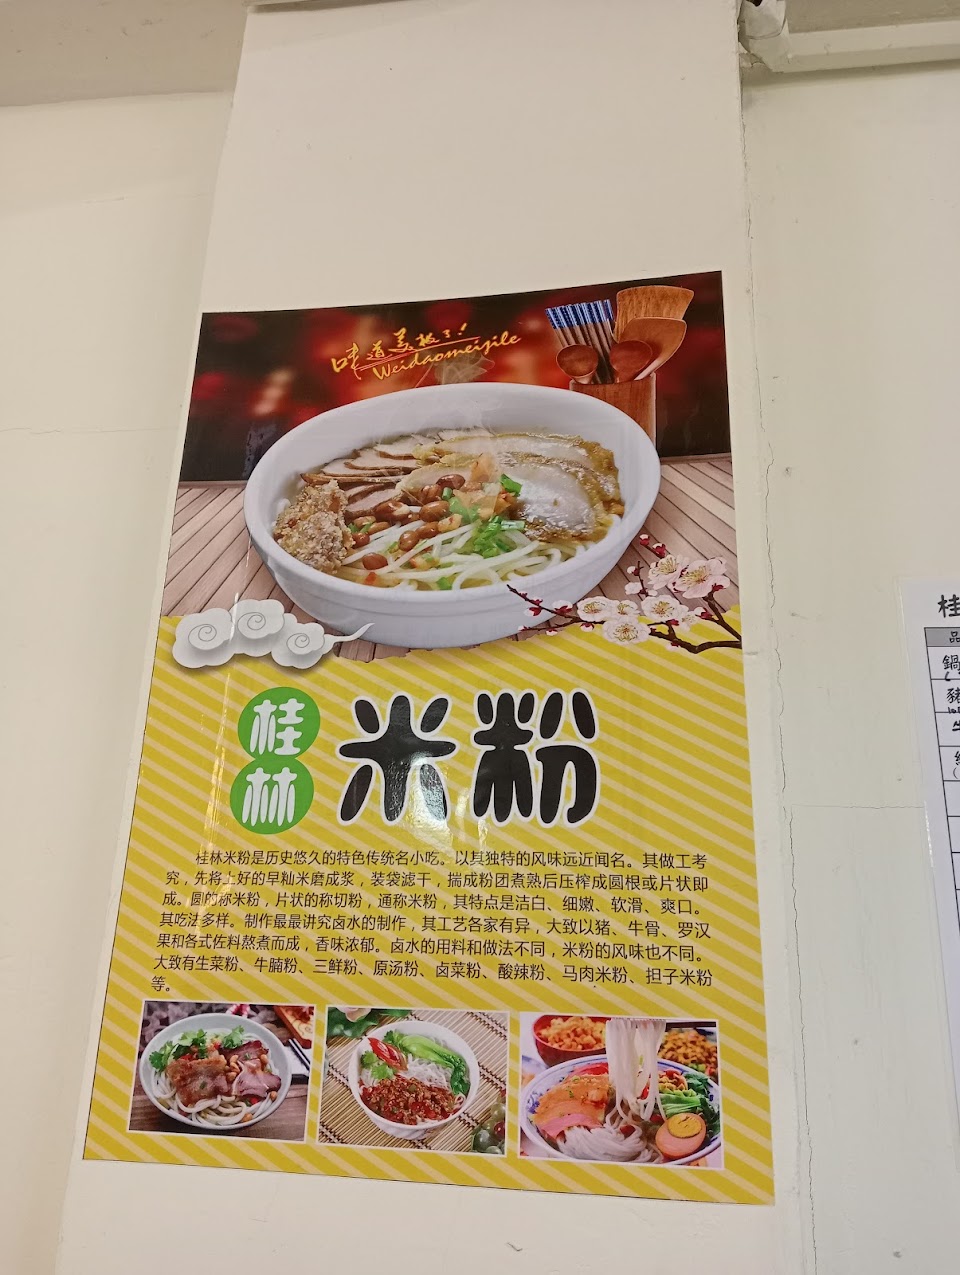 味道美极了!
Weidaomeijile
桂林
米粉
桂林米粉是历史悠久的特色传统名小吃。以其独特的风味远近闻名。其做工考
究，先将上好的早籼米磨成浆，装袋滤干，揣成粉团煮熟后压榨成圆根或片状即
成。圆的称米粉，片状的称切粉，通称米粉，其特点是洁白、细嫩、软滑、爽口。
其吃法多样。制作最最讲究卤水的制作，其工艺各家有异，大致以猪、牛骨、罗汉
果和各式佐料熬煮而成，香味浓郁。卤水的用料和做法不同，米粉的风味也不同。
大致有生菜粉、牛腩粉、三鲜粉、原汤粉、卤菜粉、酸辣粉、马肉米粉、担子米粉
等。
桂
品
鍋
豬